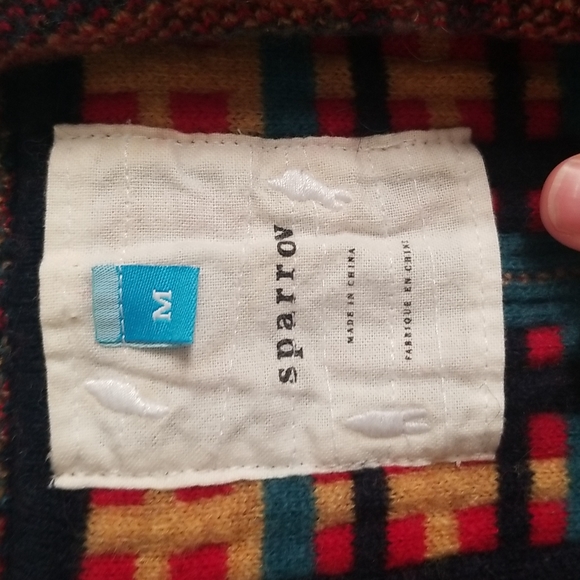 sparrow
M
MADE IN CHINA
FABRIQUE EN CHINE